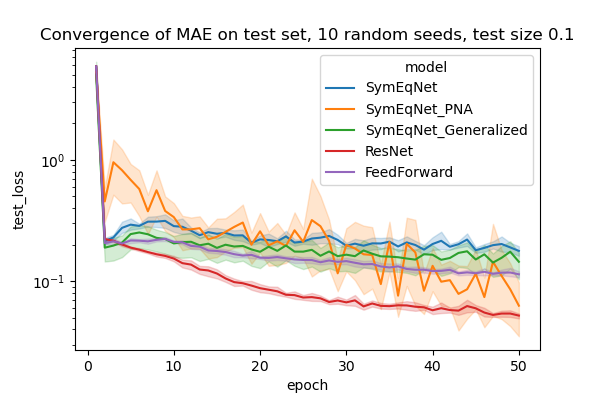 Convergence of MAE on test set, 10 random seeds, test size 0.1
model
SymEqNet
SymEqNet_PNA
SymEqNet_Generalized
ResNet
FeedForward
test_loss
10⁰
10⁻¹
0 10 20 30 40 50
epoch